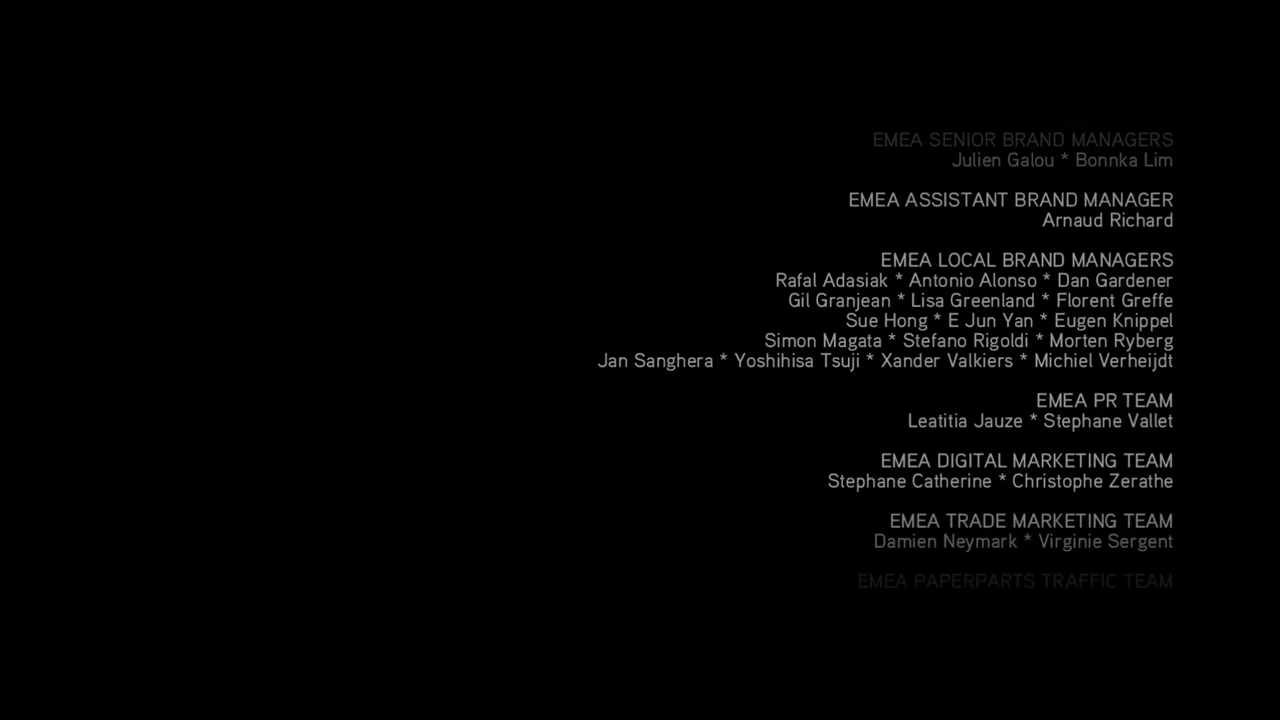 EMEA SENIOR BRAND MANAGERS
Julien Galou * Bonnka Lim
EMEA ASSISTANT BRAND MANAGER
Arnaud Richard
EMEA LOCAL BRAND MANAGERS
Rafal Adasiak * Antonio Alonso * Dan Gardener
Gil Granjean * Lisa Greenland * Florent Greffe
Sue Hong * E Jun Yan * Eugen Knippel
Simon Magata * Stefano Rigoldi * Morten Ryberg
Jan Sanghera * Yoshihisa Tsuji * Xander Valkiers * Michiel Verheijdt
EMEA PR TEAM
Leatitia Jauze * Stephane Vallet
EMEA DIGITAL MARKETING TEAM
Stephane Catherine * Christophe Zerathe
EMEA TRADE MARKETING TEAM
Damien Neymark * Virginie Sergent
EMEA PAPERPARTS TRAFFIC TEAM